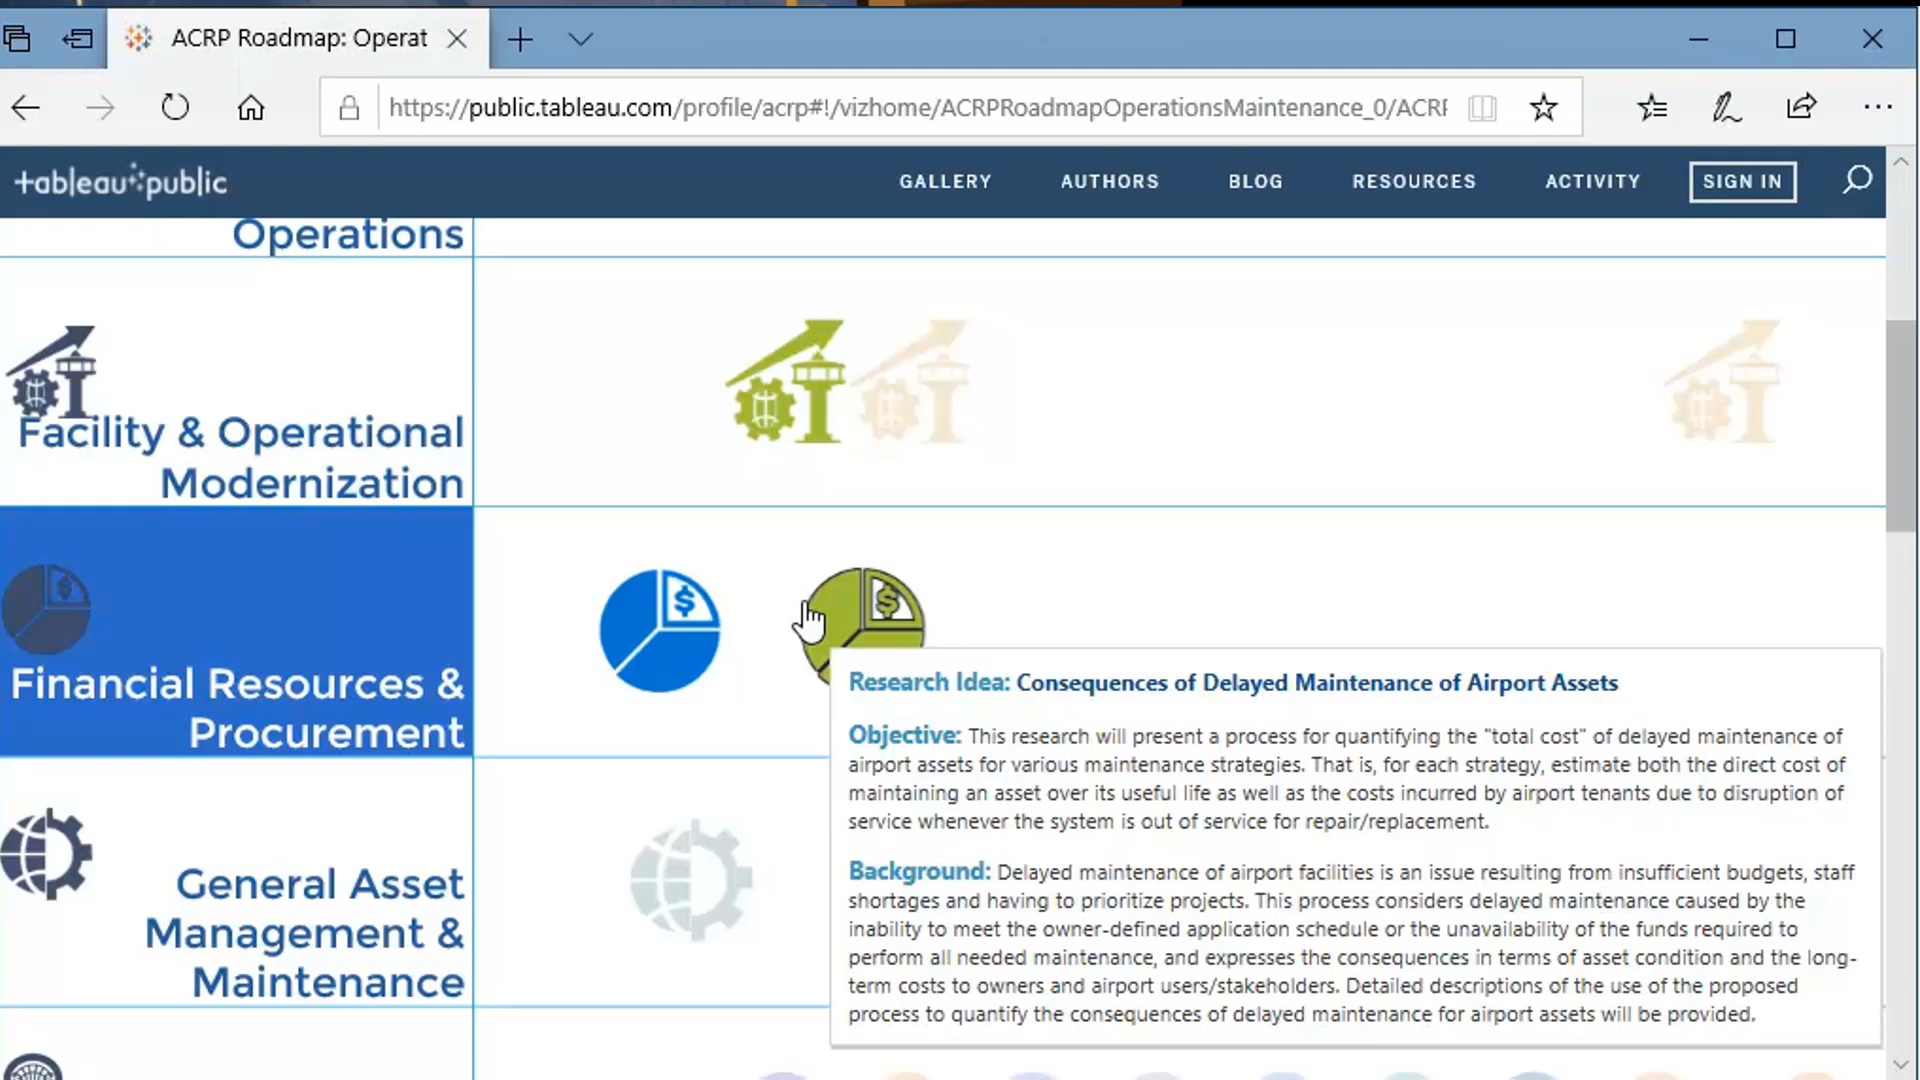 ACRP Roadmap: Operat
https://public.tableau.com/profile/acrp#!/vizhome/ACRPRoadmapOperationsMaintenance_0/ACRF
+ableau public
GALLERY AUTHORS BLOG RESOURCES ACTIVITY SIGN IN
Operations
Facility & Operational
Modernization
Financial Resources &
Procurement
$
$
Research Idea: Consequences of Delayed Maintenance of Airport Assets
Objective: This research will present a process for quantifying the "total cost" of delayed maintenance of
airport assets for various maintenance strategies. That is, for each strategy, estimate both the direct cost of
maintaining an asset over its useful life as well as the costs incurred by airport tenants due to disruption of
service whenever the system is out of service for repair/replacement.
Background: Delayed maintenance of airport facilities is an issue resulting from insufficient budgets, staff
shortages and having to prioritize projects. This process considers delayed maintenance caused by the
inability to meet the owner-defined application schedule or the unavailability of the funds required to
perform all needed maintenance, and expresses the consequences in terms of asset condition and the long-
term costs to owners and airport users/stakeholders. Detailed descriptions of the use of the proposed
process to quantify the consequences of delayed maintenance for airport assets will be provided.
General Asset
Management &
Maintenance